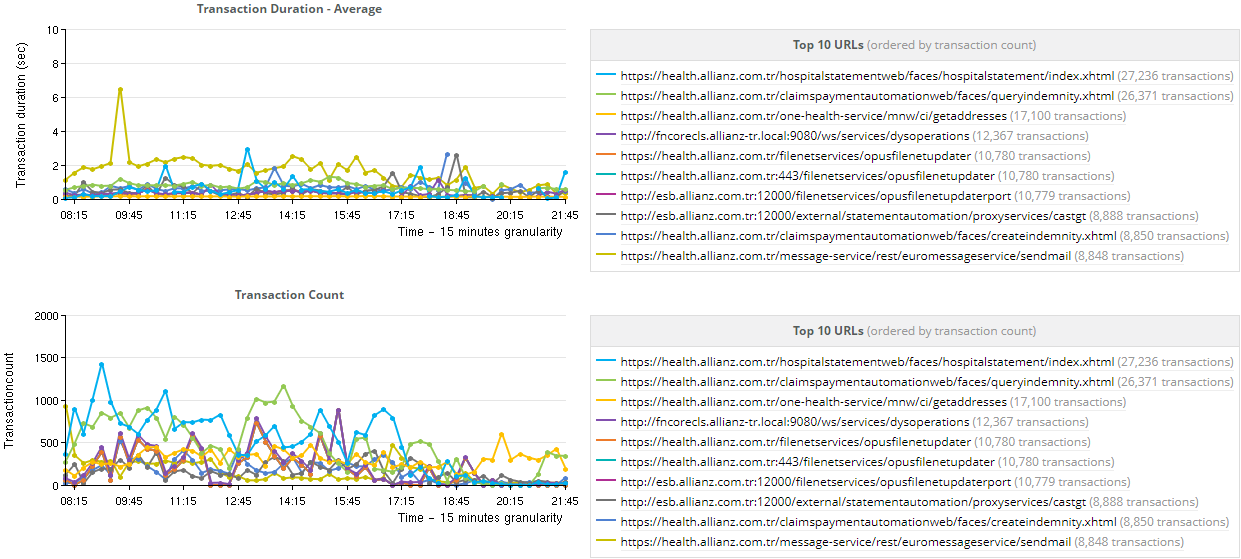 Transaction Duration - Average
Transaction duration (sec)
10
8
6
4
2
0
08:15 09:45 11:15 12:45 14:15 15:45 17:15 18:45 20:15 21:45
Time - 15 minutes granularity
Top 10 URLs (ordered by transaction count)
https://health.allianz.com.tr/hospitalstatementweb/faces/hospitalstatement/index.xhtml (27,236 transactions)
https://health.allianz.com.tr/claimspaymentautomationweb/faces/queryindemnity.xhtml (26,371 transactions)
https://health.allianz.com.tr/one-health-service/mnw/ci/getaddresses (17,100 transactions)
http://fncorecls.allianz-tr.local:9080/ws/services/dysoperations (12,367 transactions)
https://health.allianz.com.tr/filenetservices/opusfilenetupdater (10,780 transactions)
https://health.allianz.com.tr:443/filenetservices/opusfilenetupdater (10,780 transactions)
http://esb.allianz.com.tr:12000/filenetservices/opusfilenetupdaterport (10,779 transactions)
http://esb.allianz.com.tr:12000/external/statementautomation/proxyservices/castgt (8,888 transactions)
https://health.allianz.com.tr/claimspaymentautomationweb/faces/createindemnity.xhtml (8,850 transactions)
https://health.allianz.com.tr/message-service/rest/euromessageservice/sendmail (8,848 transactions)
Transaction Count
Transactioncount
2000
1500
1000
500
0
08:15 09:45 11:15 12:45 14:15 15:45 17:15 18:45 20:15 21:45
Time - 15 minutes granularity
Top 10 URLs (ordered by transaction count)
https://health.allianz.com.tr/hospitalstatementweb/faces/hospitalstatement/index.xhtml (27,236 transactions)
https://health.allianz.com.tr/claimspaymentautomationweb/faces/queryindemnity.xhtml (26,371 transactions)
https://health.allianz.com.tr/one-health-service/mnw/ci/getaddresses (17,100 transactions)
http://fncorecls.allianz-tr.local:9080/ws/services/dysoperations (12,367 transactions)
https://health.allianz.com.tr/filenetservices/opusfilenetupdater (10,780 transactions)
https://health.allianz.com.tr:443/filenetservices/opusfilenetupdater (10,780 transactions)
http://esb.allianz.com.tr:12000/filenetservices/opusfilenetupdaterport (10,779 transactions)
http://esb.allianz.com.tr:12000/external/statementautomation/proxyservices/castgt (8,888 transactions)
https://health.allianz.com.tr/claimspaymentautomationweb/faces/createindemnity.xhtml (8,850 transactions)
https://health.allianz.com.tr/message-service/rest/euromessageservice/sendmail (8,848 transactions)